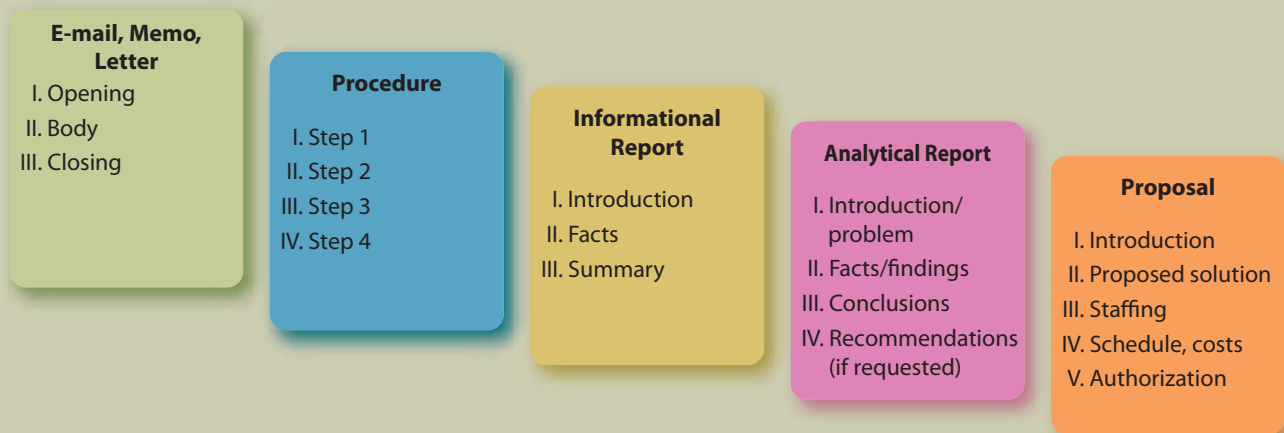 E-mail, Memo,
Letter
I. Opening
II. Body
III. Closing
Procedure
I. Step 1
II. Step 2
III. Step 3
IV. Step 4
Informational
Report
I. Introduction
II. Facts
III. Summary
Analytical Report
I. Introduction/
problem
II. Facts/findings
III. Conclusions
IV. Recommendations
(if requested)
Proposal
I. Introduction
II. Proposed solution
III. Staffing
IV. Schedule, costs
V. Authorization